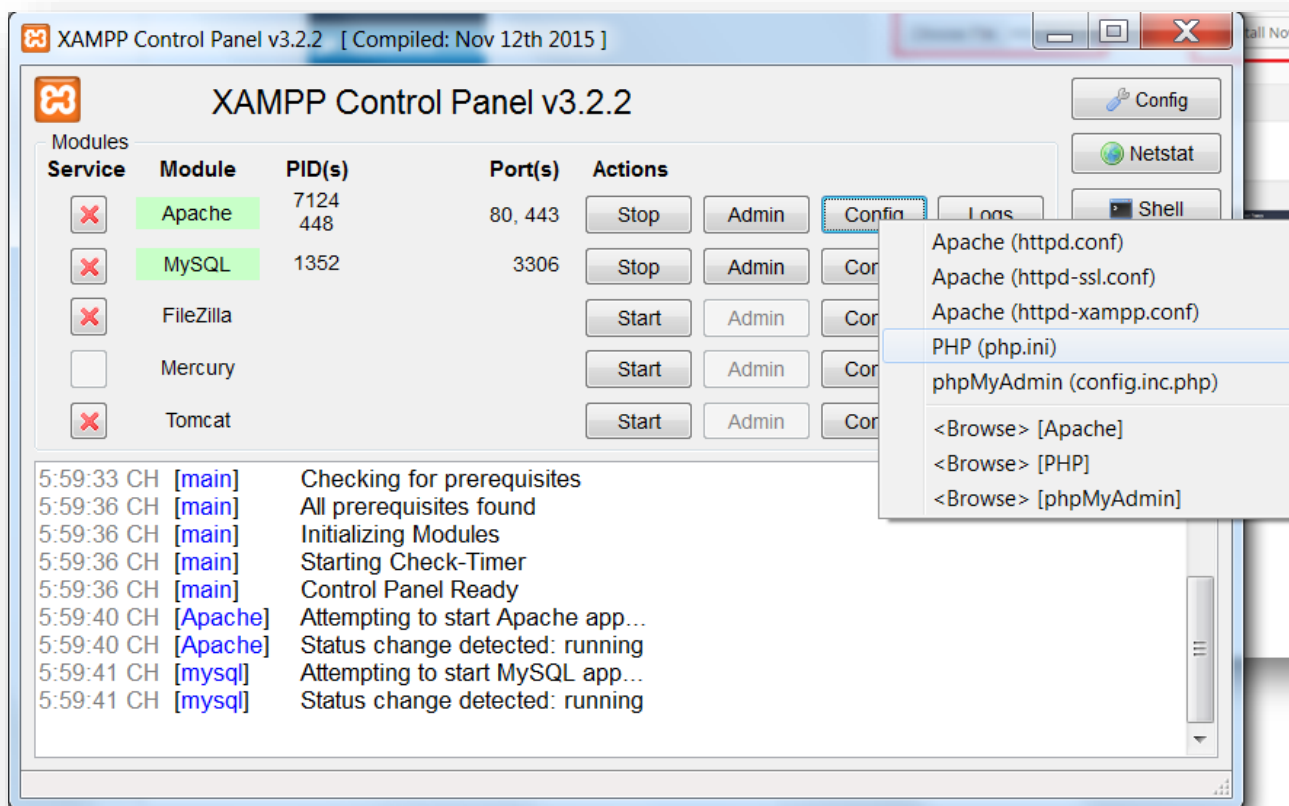 XAMPP Control Panel v3.2.2 [ Compiled: Nov 12th 2015 ]
XAMPP Control Panel v3.2.2
Config
Modules
Service Module PID(s) Port(s) Actions
Netstat
Apache 7124 448 80, 443 Stop Admin Config Logs
Shell
MySQL 1352 3306 Stop Admin
FileZilla Start Admin
Mercury Start Admin
Tomcat Start Admin
Apache (httpd.conf)
Apache (httpd-ssl.conf)
Apache (httpd-xampp.conf)
PHP (php.ini)
phpMyAdmin (config.inc.php)
<Browse> [Apache]
<Browse> [PHP]
<Browse> [phpMyAdmin]
5:59:33 CH [main] Checking for prerequisites
5:59:36 CH [main] All prerequisites found
5:59:36 CH [main] Initializing Modules
5:59:36 CH [main] Starting Check-Timer
5:59:36 CH [main] Control Panel Ready
5:59:40 CH [Apache] Attempting to start Apache app...
5:59:40 CH [Apache] Status change detected: running
5:59:41 CH [mysql] Attempting to start MySQL app...
5:59:41 CH [mysql] Status change detected: running